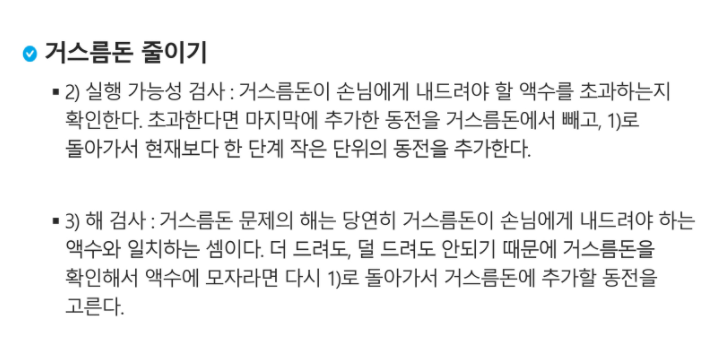 거스름돈 줄이기
▪ 2) 실행 가능성 검사 : 거스름돈이 손님에게 내드려야 할 액수를 초과하는지
확인한다. 초과한다면 마지막에 추가한 동전을 거스름돈에서 빼고, 1)로
돌아가서 현재보다 한 단계 작은 단위의 동전을 추가한다.
▪ 3) 해 검사 : 거스름돈 문제의 해는 당연히 거스름돈이 손님에게 내드려야 하는
액수와 일치하는 셈이다. 더 드려도, 덜 드려도 안되기 때문에 거스름돈을
확인해서 액수에 모자라면 다시 1)로 돌아가서 거스름돈에 추가할 동전을
고른다.